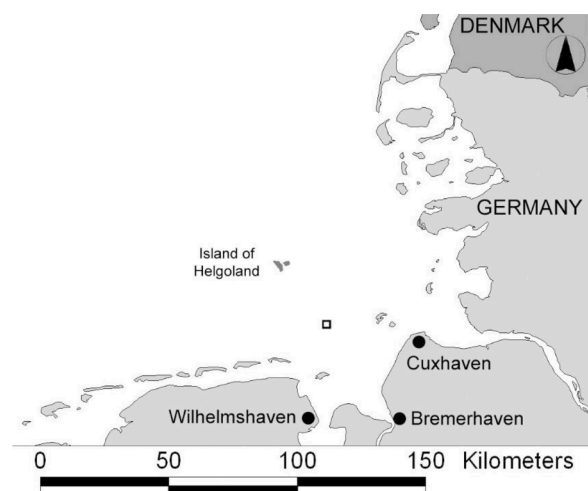 DENMARK
GERMANY
Island of
Helgoland
Cuxhaven
Wilhelmshaven
Bremerhaven
0 50 100 150 Kilometers